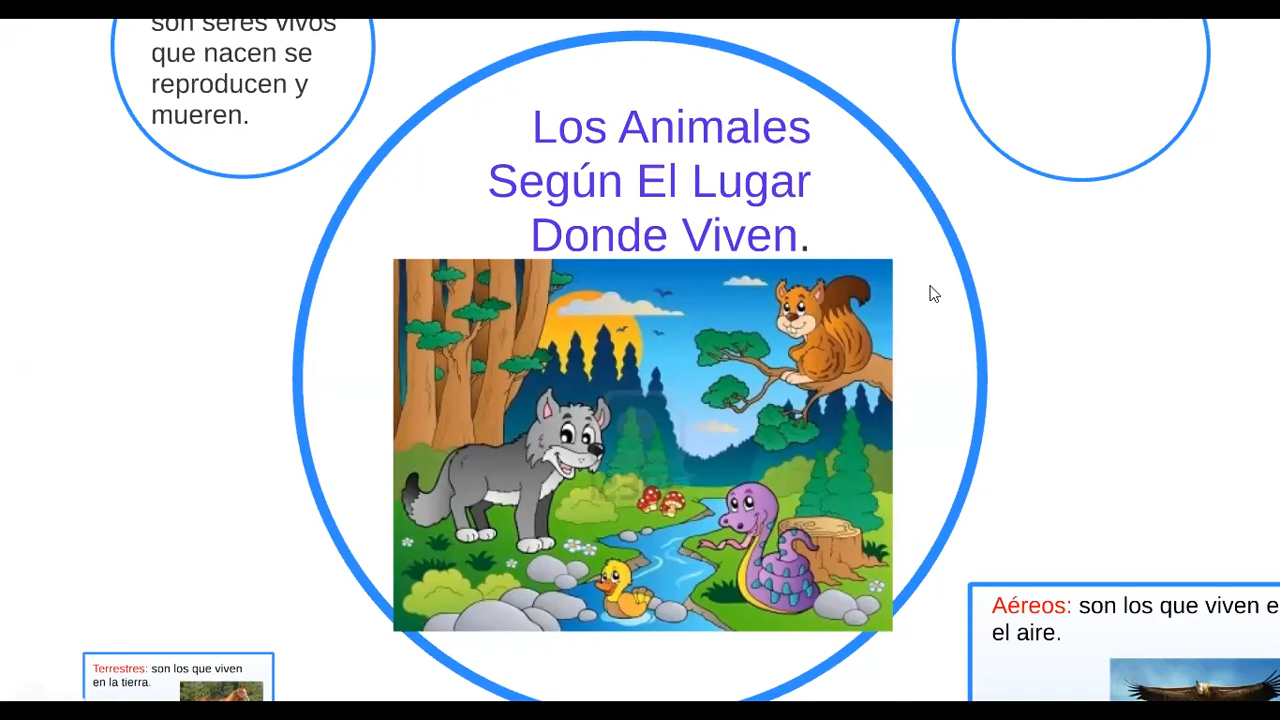 son seres vivos
que nacen se
reproducen y
mueren.
Los Animales
Según El Lugar
Donde Viven.
Aéreos: son los que viven e
el aire.
Terrestres: son los que viven
en la tierra.